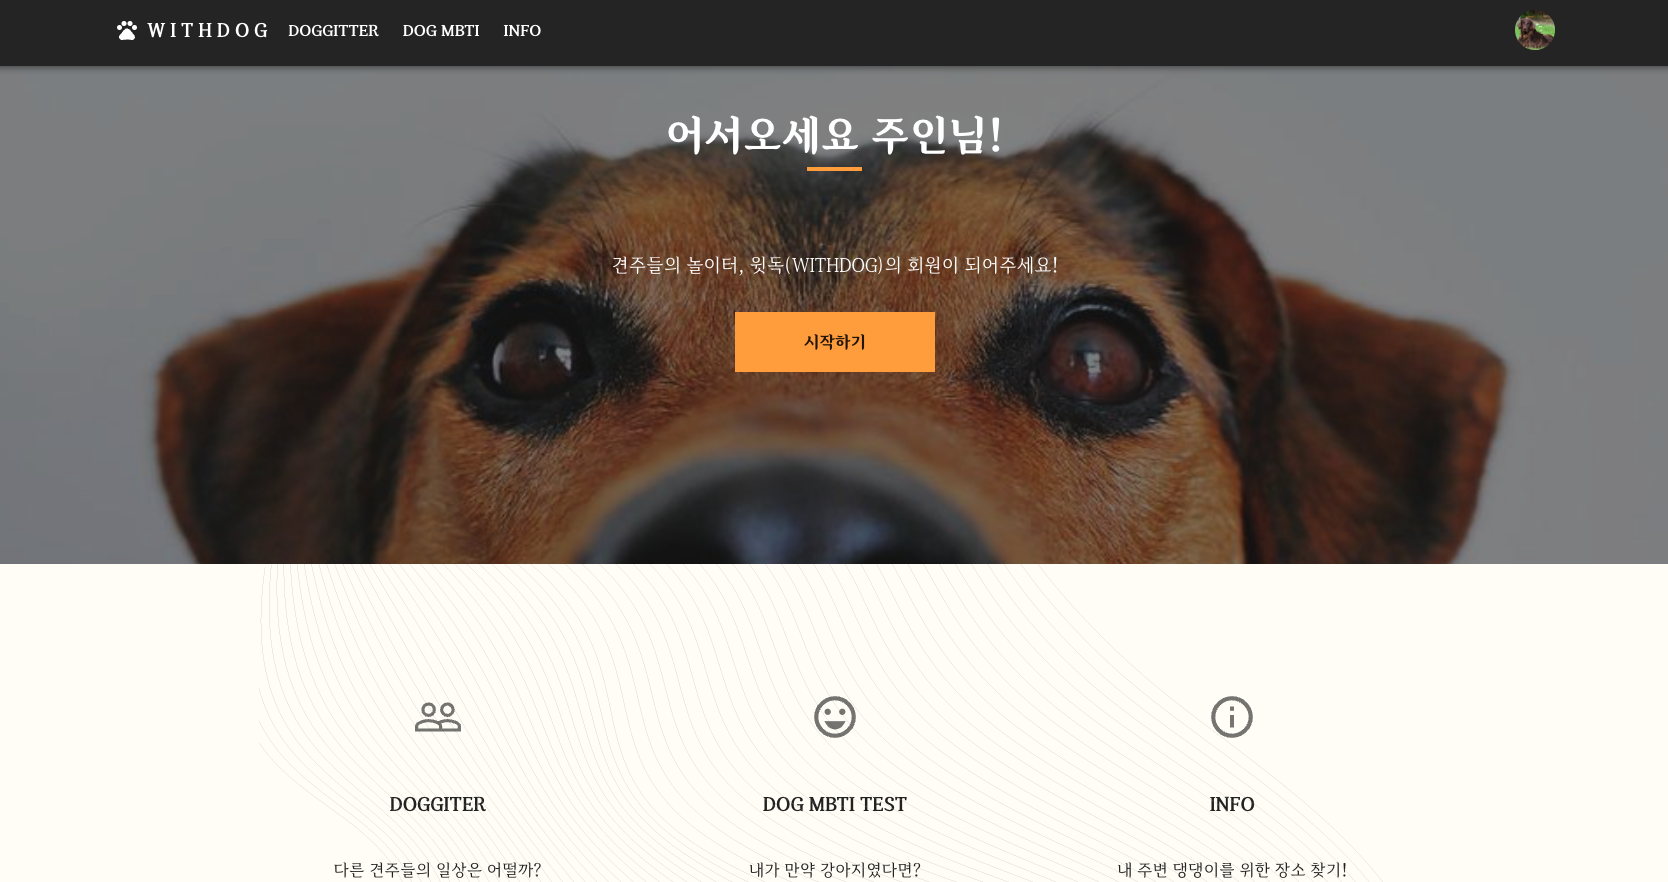 WITHDOG DOGGITTER DOG MBTI INFO
어서오세요 주인님!
견주들의 놀이터, 윗독(WITHDOG)의 회원이 되어주세요!
시작하기
DOGGITER DOG MBTI TEST INFO
다른 견주들의 일상은 어떨까? 내가 만약 강아지였다면? 내 주변 댕댕이를 위한 장소 찾기!